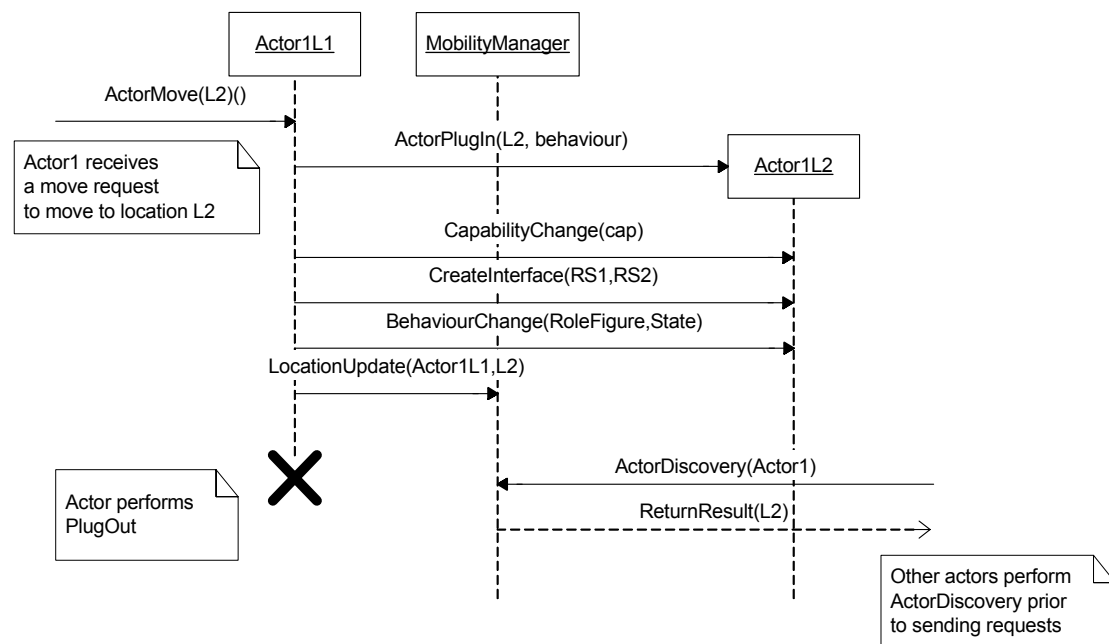 Actor1L1
MobilityManager
ActorMove(L2)()
Actor1 receives
a move request
to move to location L2
ActorPlugIn(L2, behaviour)
Actor1L2
CapabilityChange(cap)
CreateInterface(RS1,RS2)
BehaviourChange(RoleFigure,State)
LocationUpdate(Actor1L1,L2)
Actor performs
PlugOut
ActorDiscovery(Actor1)
ReturnResult(L2)
Other actors perform
ActorDiscovery prior
to sending requests